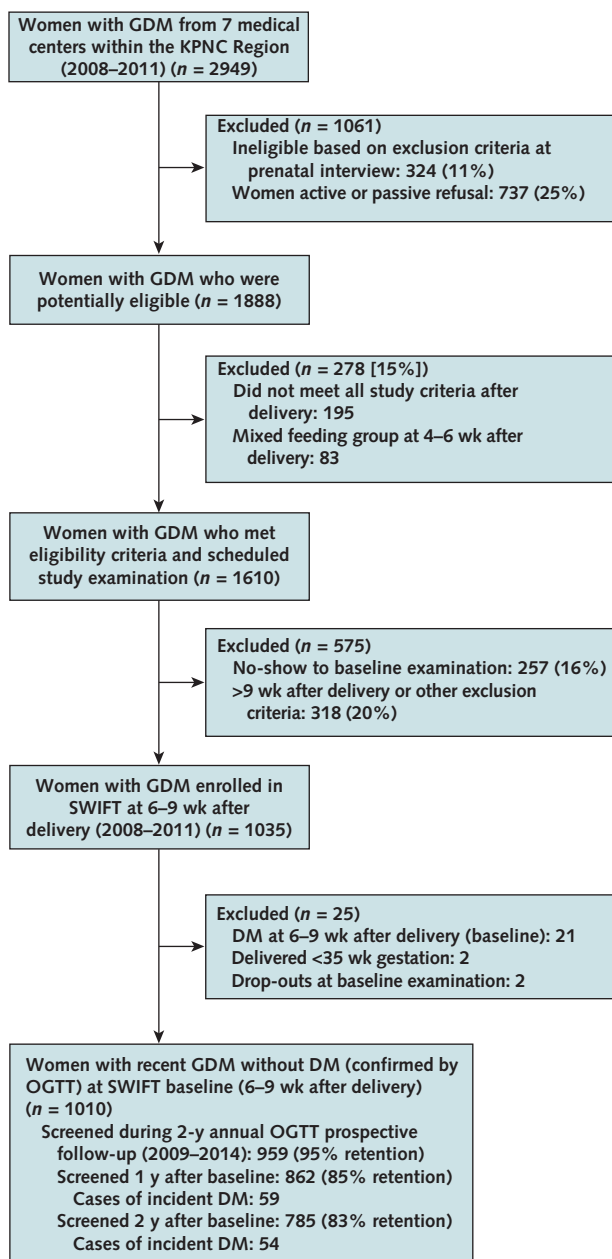 Women with GDM from 7 medical
centers within the KPNC Region
(2008–2011) (n = 2949)
Excluded (n = 1061)
Ineligible based on exclusion criteria at
prenatal interview: 324 (11%)
Women active or passive refusal: 737 (25%)
Women with GDM who were
potentially eligible (n = 1888)
Excluded (n = 278 [15%])
Did not meet all study criteria after
delivery: 195
Mixed feeding group at 4–6 wk after
delivery: 83
Women with GDM who met
eligibility criteria and scheduled
study examination (n = 1610)
Excluded (n = 575)
No-show to baseline examination: 257 (16%)
>9 wk after delivery or other exclusion
criteria: 318 (20%)
Women with GDM enrolled in
SWIFT at 6–9 wk after
delivery (2008–2011) (n = 1035)
Excluded (n = 25)
DM at 6–9 wk after delivery (baseline): 21
Delivered <35 wk gestation: 2
Drop-outs at baseline examination: 2
Women with recent GDM without DM (confirmed by
OGTT) at SWIFT baseline (6–9 wk after delivery)
(n = 1010)
Screened during 2-y annual OGTT prospective
follow-up (2009–2014): 959 (95% retention)
Screened 1 y after baseline: 862 (85% retention)
Cases of incident DM: 59
Screened 2 y after baseline: 785 (83% retention)
Cases of incident DM: 54